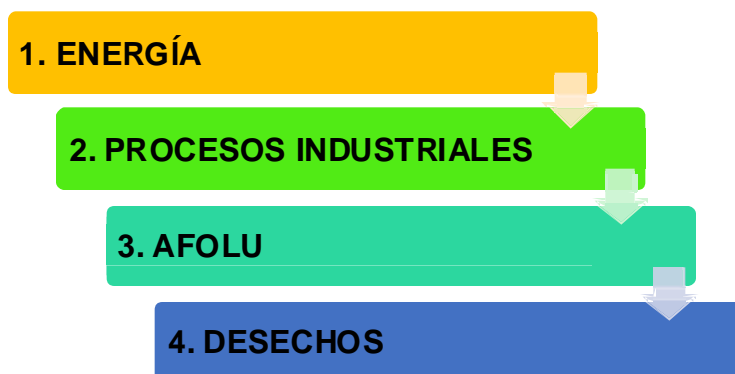 1. ENERGÍA
2. PROCESOS INDUSTRIALES
3. AFOLU
4. DESECHOS